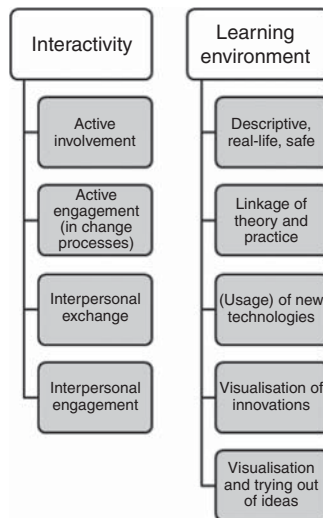 Interactivity
Active
involvement
Active
engagement
(in change
processes)
Interpersonal
exchange
Interpersonal
engagement
Learning
environment
Descriptive,
real-life, safe
Linkage of
theory and
practice
(Usage) of new
technologies
Visualisation of
innovations
Visualisation
and trying out
of ideas